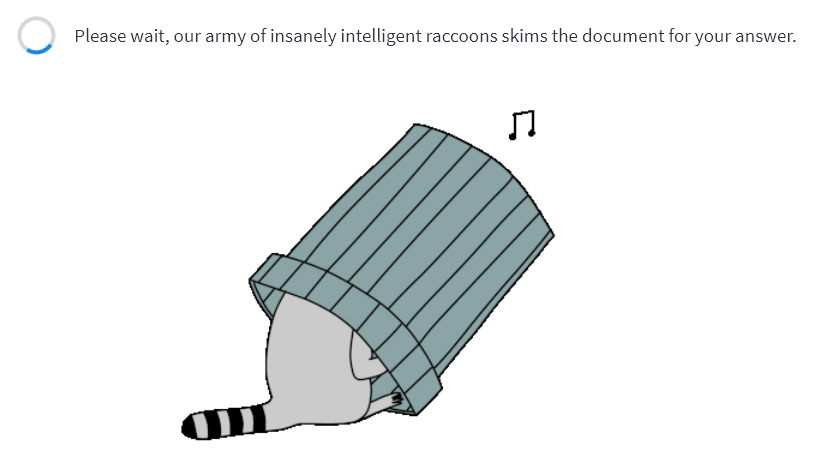 Please wait, our army of insanely intelligent raccoons skims the document for your answer.